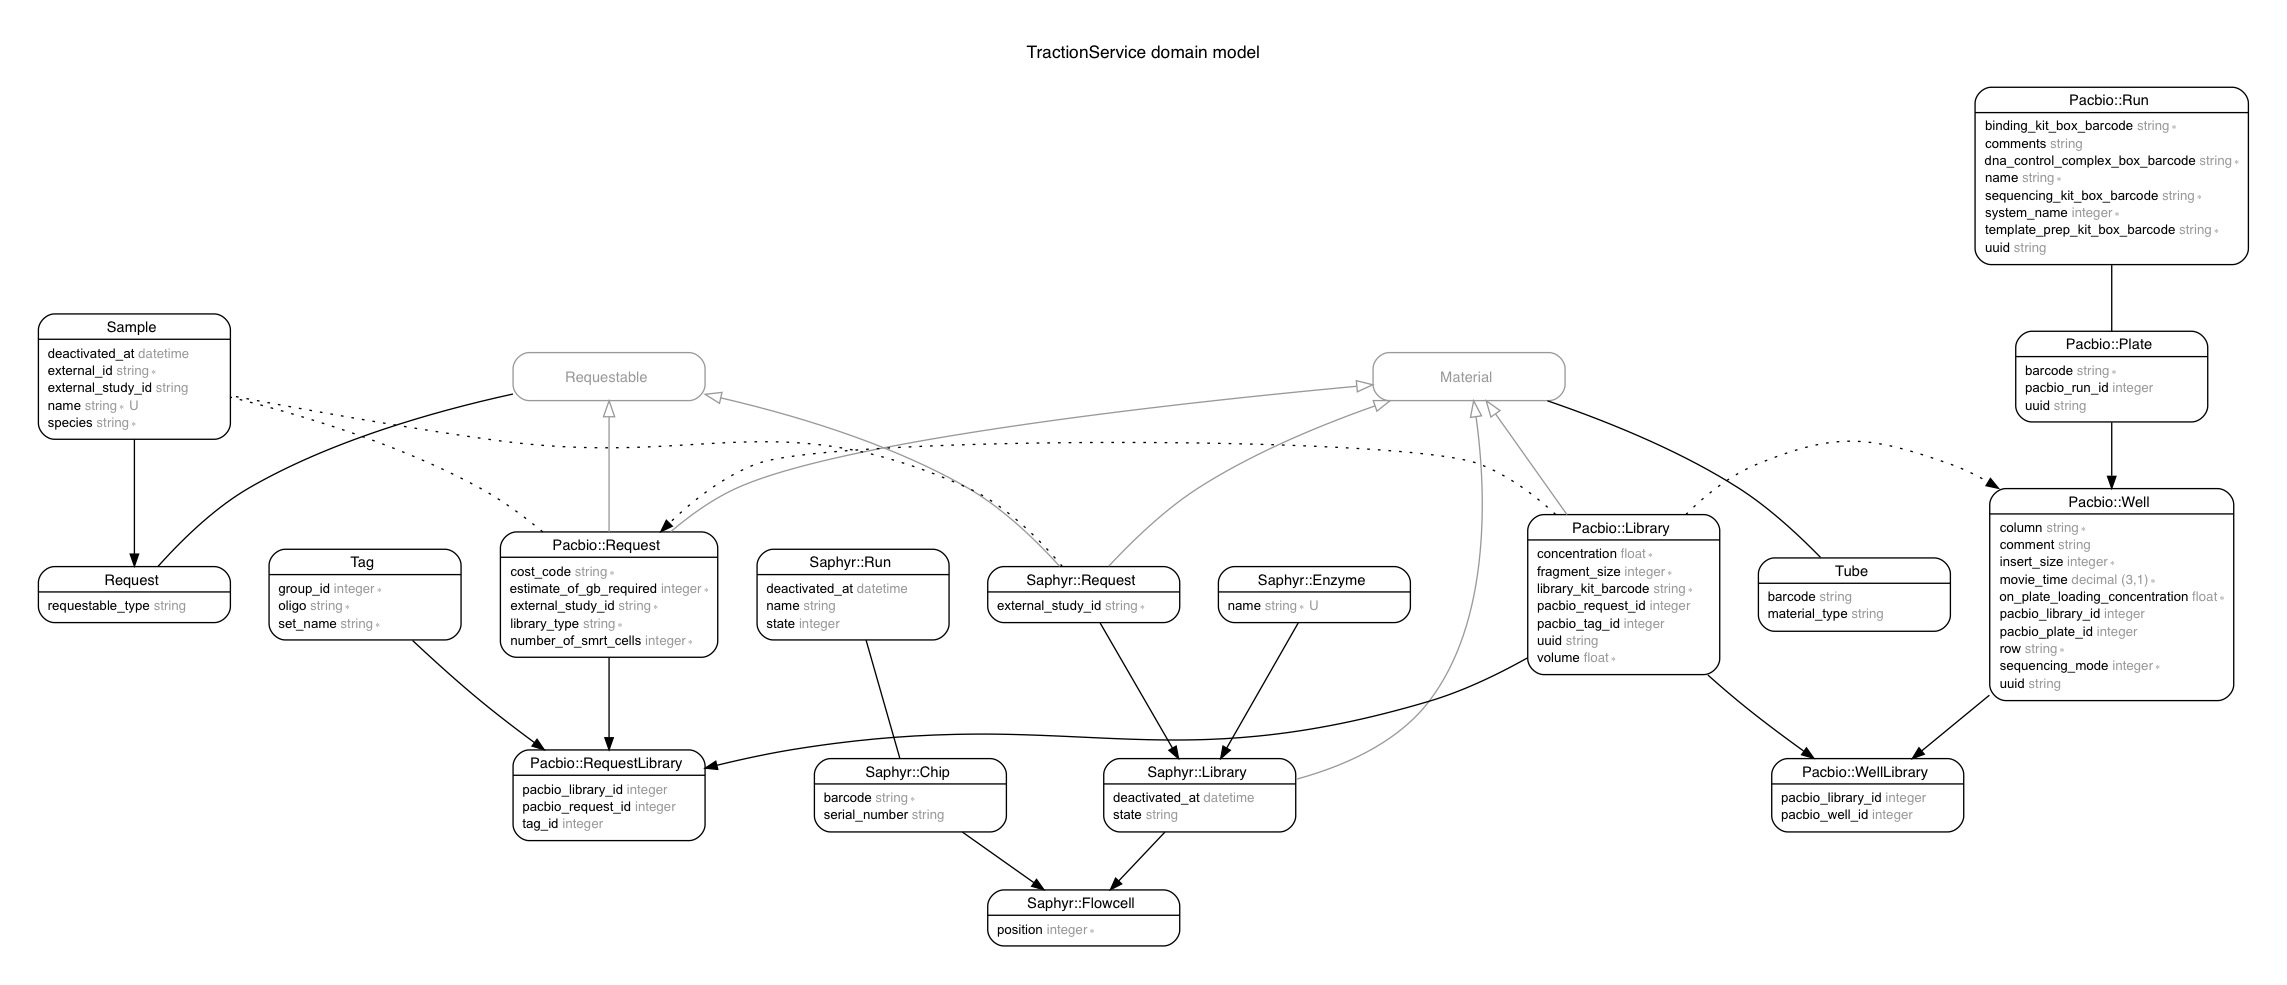 TractionService domain model
Pacbio::Run
binding_kit_box_barcode string *
comments string
dna_control_complex_box_barcode string *
name string *
sequencing_kit_box_barcode string *
system_name integer *
template_prep_kit_box_barcode string *
uuid string
Sample
deactivated_at datetime
external_id string *
external_study_id string
name string * U
species string *
Requestable
Material
Pacbio::Plate
barcode string *
pacbio_run_id integer
uuid string
Request
requestable_type string
Tag
group_id integer *
oligo string *
set_name string *
Pacbio::Request
cost_code string *
estimate_of_gb_required integer *
external_study_id string *
library_type string *
number_of_smrt_cells integer *
Saphyr::Run
deactivated_at datetime
name string
state integer
Saphyr::Request
external_study_id string *
Saphyr::Enzyme
name string * U
Pacbio::Library
concentration float *
fragment_size integer *
library_kit_barcode string *
pacbio_request_id integer
pacbio_tag_id integer
uuid string
volume float *
Tube
barcode string
material_type string
Pacbio::Well
column string *
comment string
insert_size integer *
movie_time decimal (3,1) *
on_plate_loading_concentration float *
pacbio_library_id integer
pacbio_plate_id integer
row string *
sequencing_mode integer *
uuid string
Pacbio::RequestLibrary
pacbio_library_id integer
pacbio_request_id integer
tag_id integer
Saphyr::Chip
barcode string *
serial_number string
Saphyr::Library
deactivated_at datetime
state string
Pacbio::WellLibrary
pacbio_library_id integer
pacbio_well_id integer
Saphyr::Flowcell
position integer *